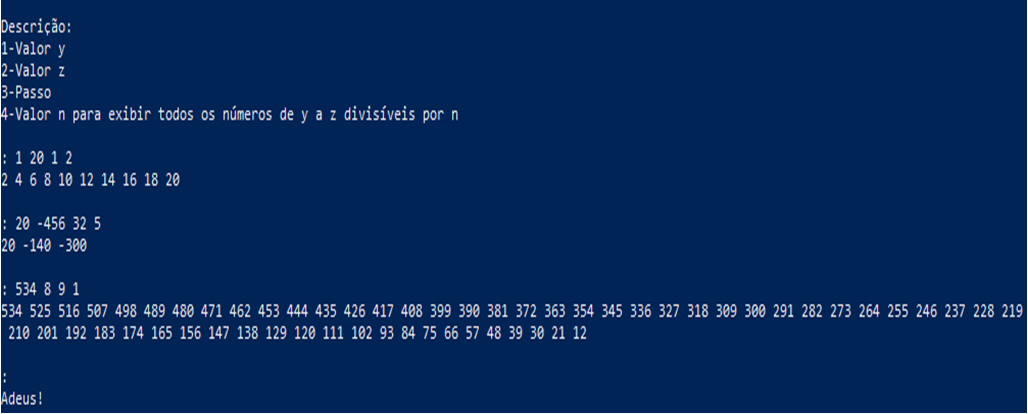 Descrição:
1-Valor y
2-Valor z
3-Passo
4-Valor n para exibir todos os números de y a z divisíveis por n
: 1 20 1 2
2 4 6 8 10 12 14 16 18 20
: 20 -456 32 5
20 -140 -300
: 534 8 9 1
534 525 516 507 498 489 480 471 462 453 444 435 426 417 408 399 390 381 372 363 354 345 336 327 318 309 300 291 282 273 264 255 246 237 228 219
210 201 192 183 174 165 156 147 138 129 120 111 102 93 84 75 66 57 48 39 30 21 12
:
Adeus!